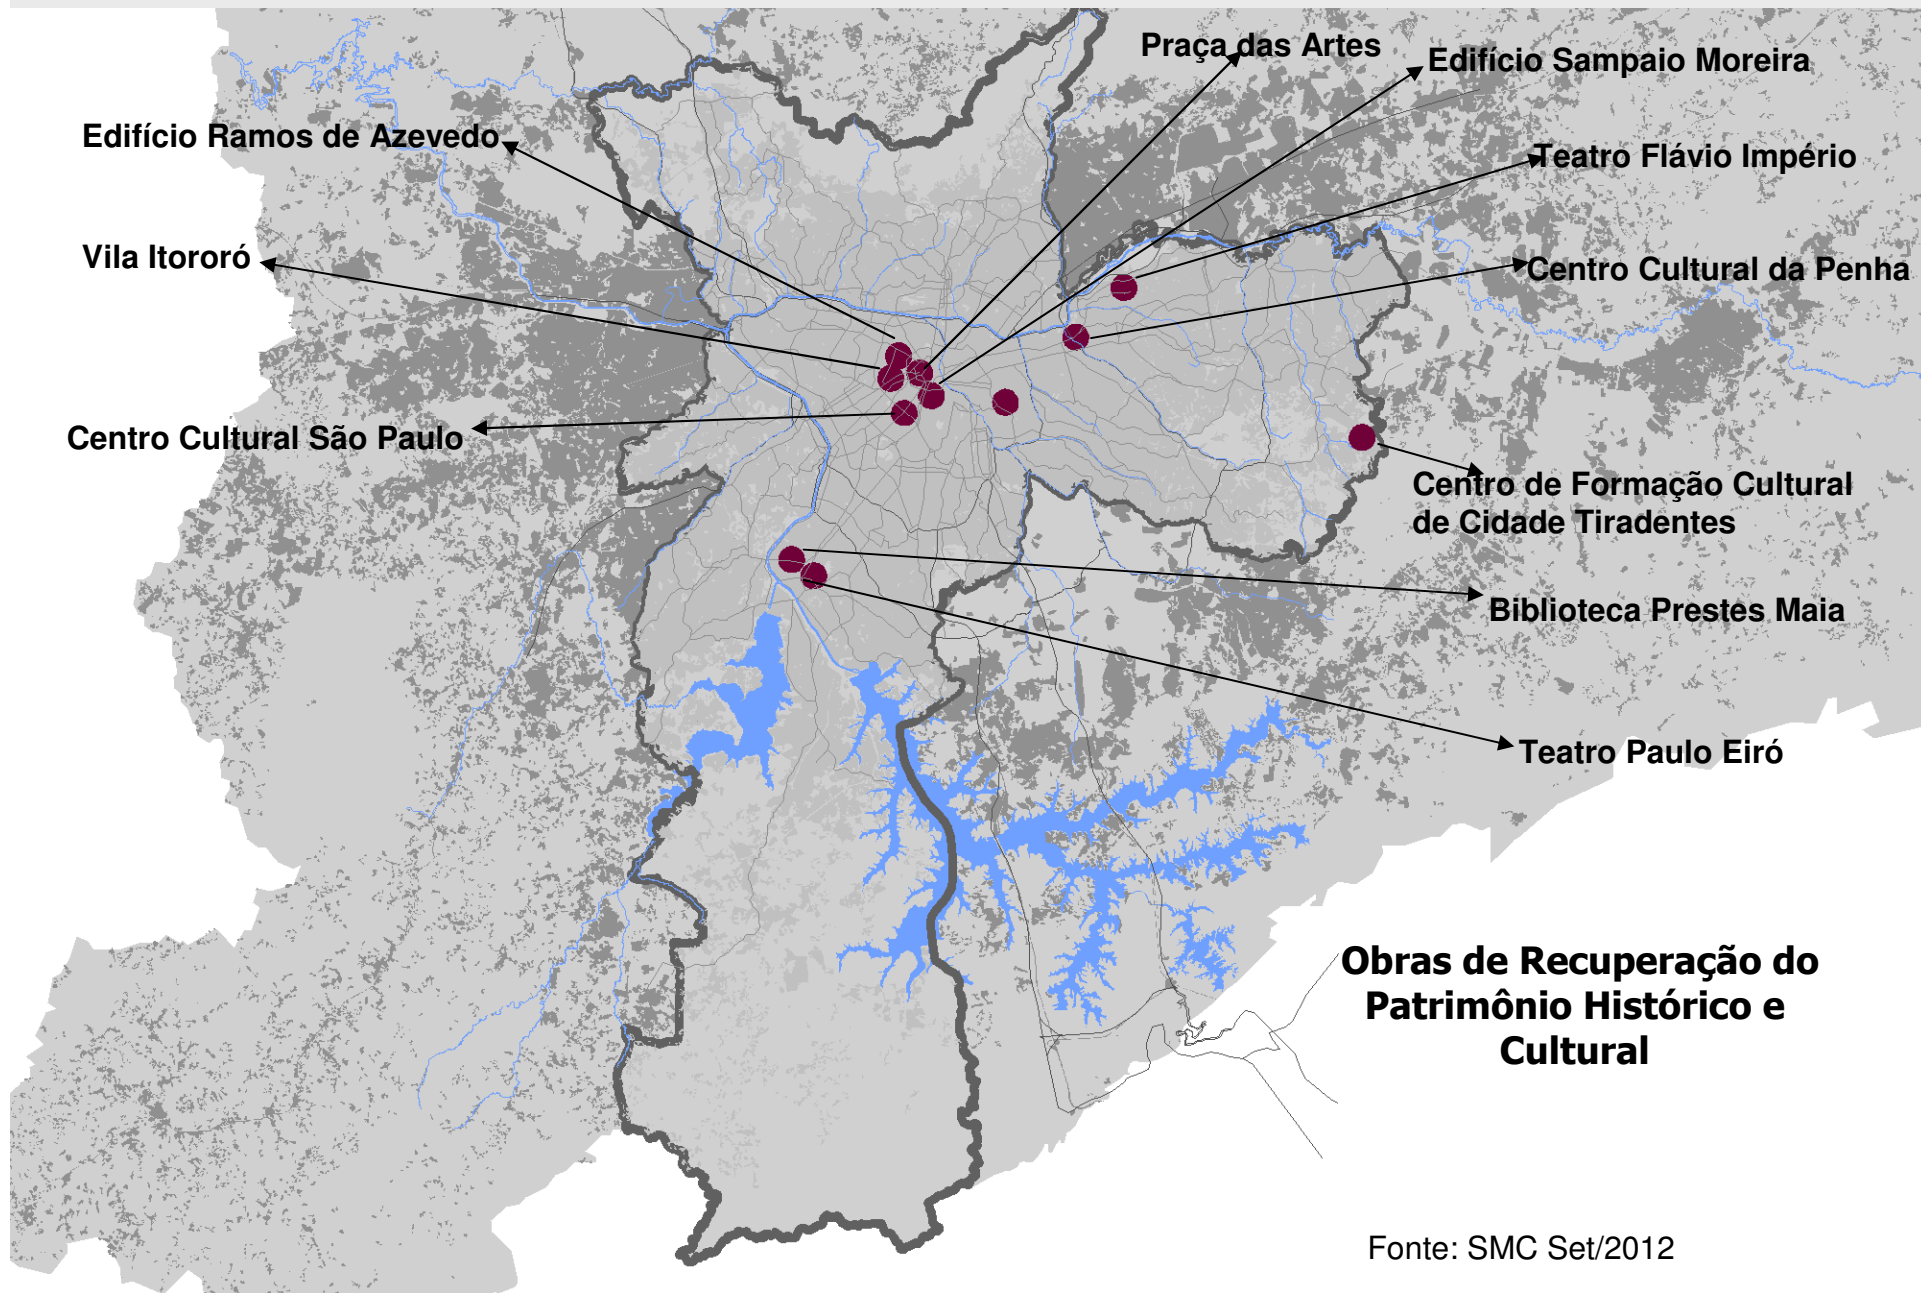 Praça das Artes
Edifício Sampaio Moreira
Edifício Ramos de Azevedo
Teatro Flávio Império
Vila Itororó
Centro Cultural da Penha
Centro Cultural São Paulo
Centro de Formação Cultural
de Cidade Tiradentes
Biblioteca Prestes Maia
Teatro Paulo Eiró
Obras de Recuperação do
Patrimônio Histórico e
Cultural
Fonte: SMC Set/2012